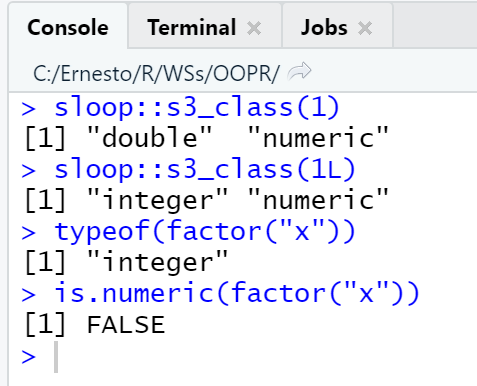 Console Terminal × Jobs ×
C:/Ernesto/R/WSs/OOPR/
> sloop::s3_class(1)
[1] "double"  "numeric"
> sloop::s3_class(1L)
[1] "integer" "numeric"
> typeof(factor("x"))
[1] "integer"
> is.numeric(factor("x"))
[1] FALSE
>